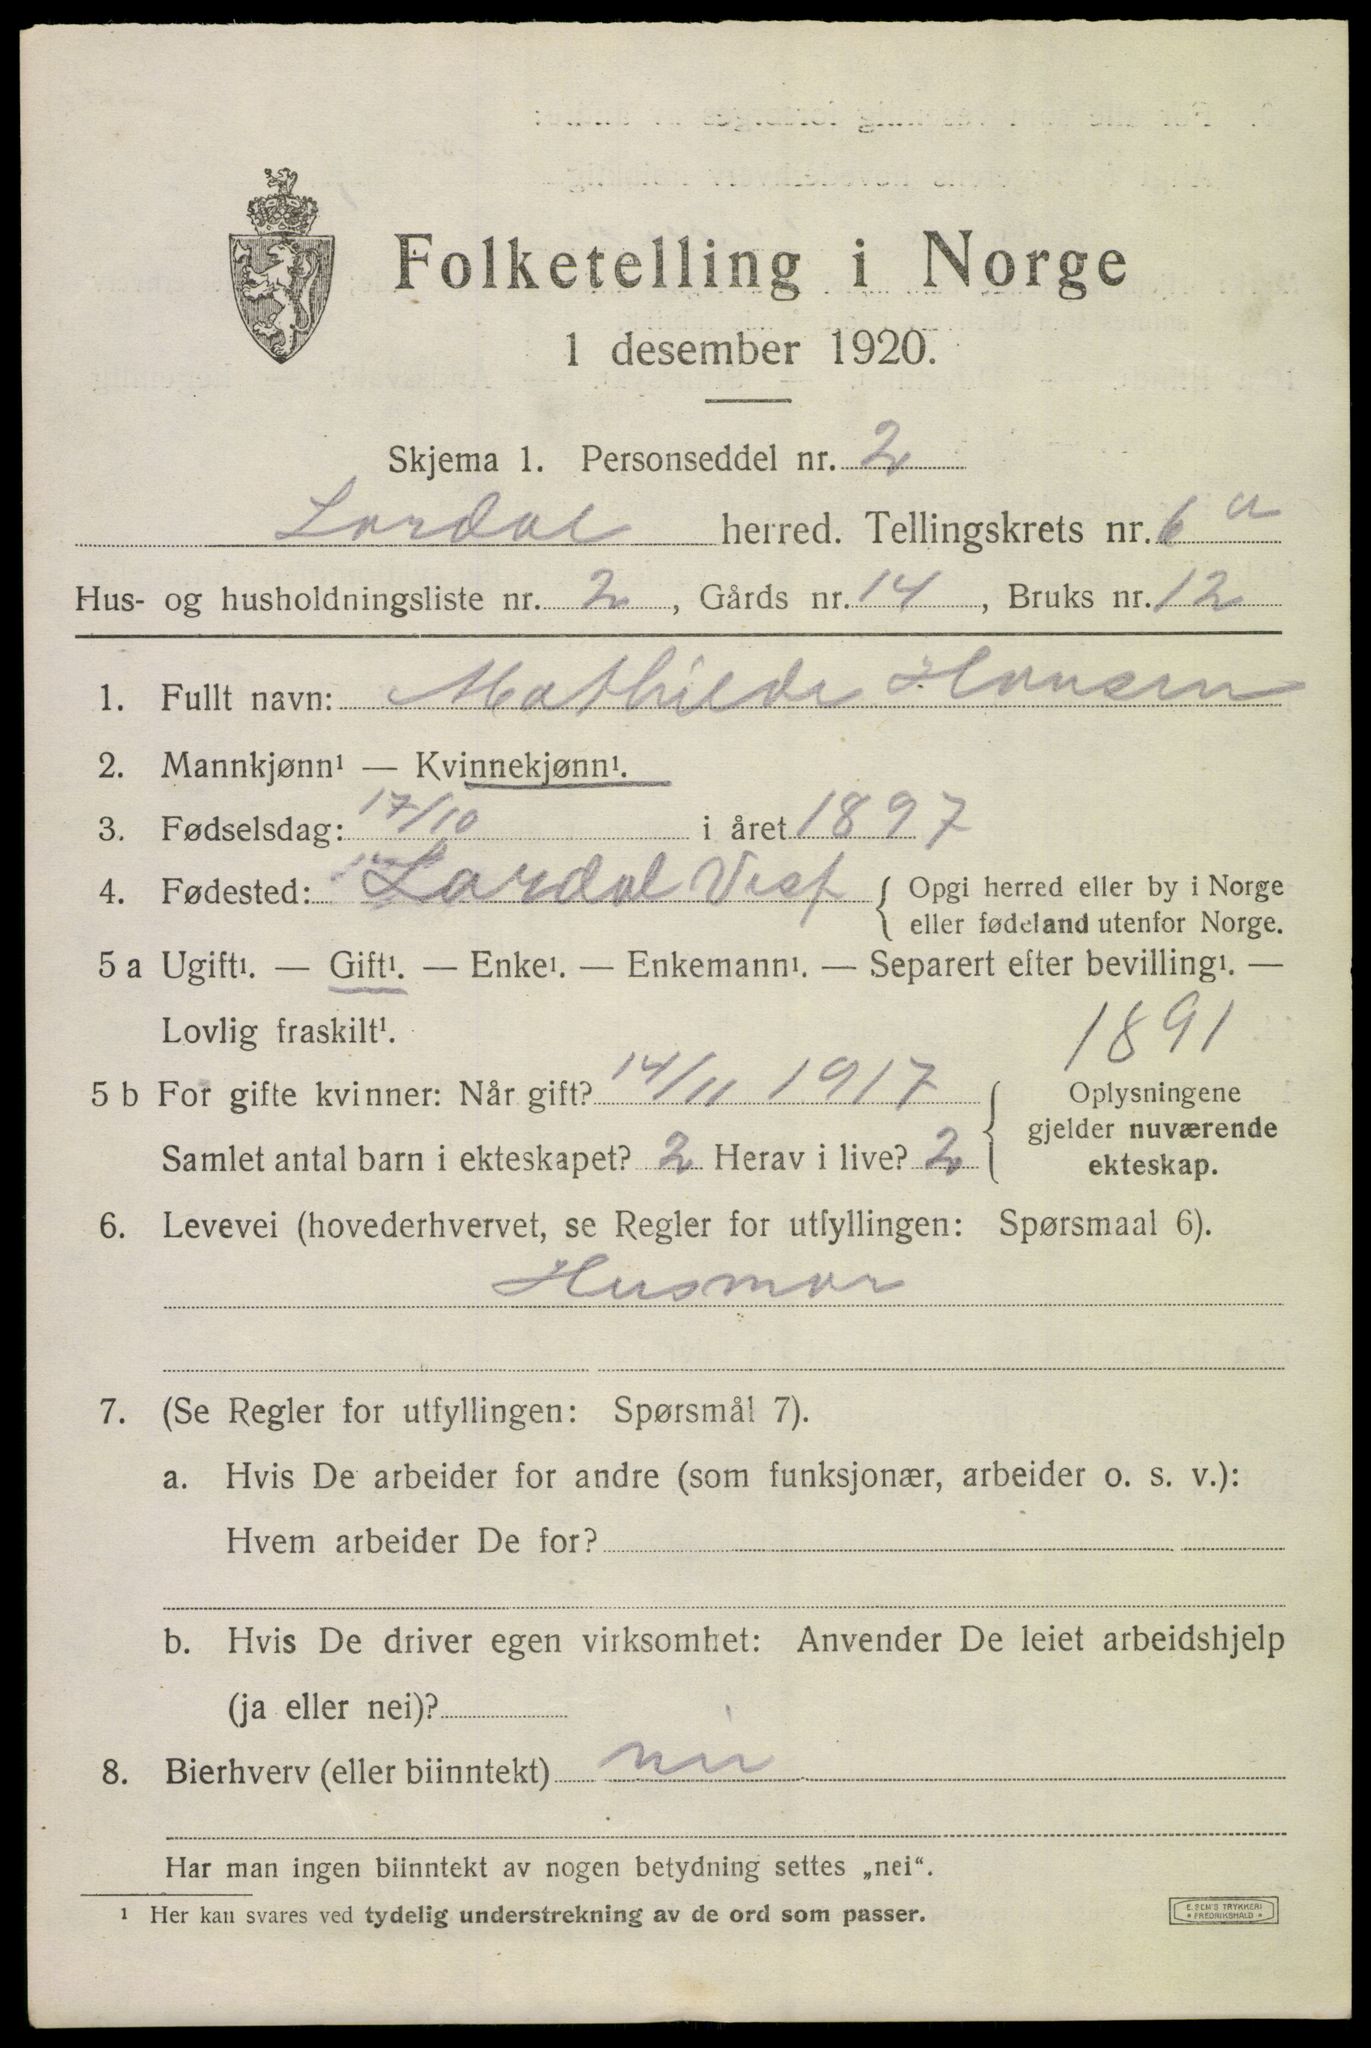 Folketelling i Norge
1 desember 1920.
Skjema 1. Personseddel nr. 2
Lardal herred. Tellingskrets nr. 6 a
Hus- og husholdningsliste nr. 2, Gårds nr. 14, Bruks nr. 12
1. Fullt navn: Mathilde Hansen
2. Mannkjønn¹ — Kvinnekjønn¹.
3. Fødselsdag: 17/10 i året 1897
4. Fødested: Lardal Vesf { Opgi herred eller by i Norge
eller fødeland utenfor Norge.
5 a Ugift¹. — Gift¹. — Enke¹. — Enkemann¹. — Separert efter bevilling¹. —
Lovlig fraskilt¹. 1891
5 b For gifte kvinner: Når gift? 14/11 1917 { Oplysningene
gjelder nuværende
Samlet antal barn i ekteskapet? 2 Herav i live? 2 ekteskap.
6. Levevei (hovederhvervet, se Regler for utfyllingen: Spørsmaal 6).
Husmor
7. (Se Regler for utfyllingen: Spørsmål 7).
a. Hvis De arbeider for andre (som funksjonær, arbeider o. s. v.):
Hvem arbeider De for?
b. Hvis De driver egen virksomhet: Anvender De leiet arbeidshjelp
(ja eller nei)?
8. Bierhverv (eller biinntekt) nei
Har man ingen biinntekt av nogen betydning settes „nei“.
¹ Her kan svares ved tydelig understrekning av de ord som passer.
E. SEM'S TRYKKERI
* FREDRIKSHALD *